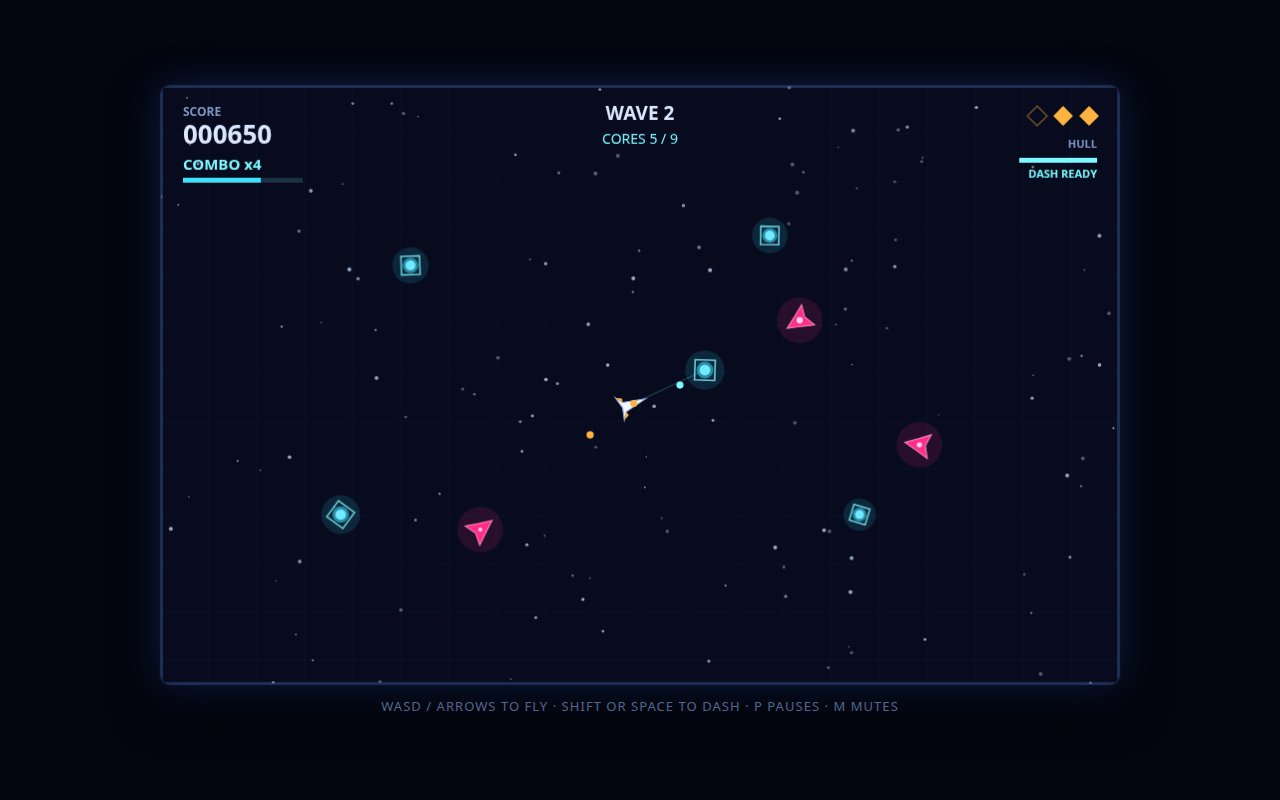 SCORE
000650
COMBO x4
WAVE 2
CORES 5 / 9
HULL
DASH READY
WASD / ARROWS TO FLY · SHIFT OR SPACE TO DASH · P PAUSES · M MUTES